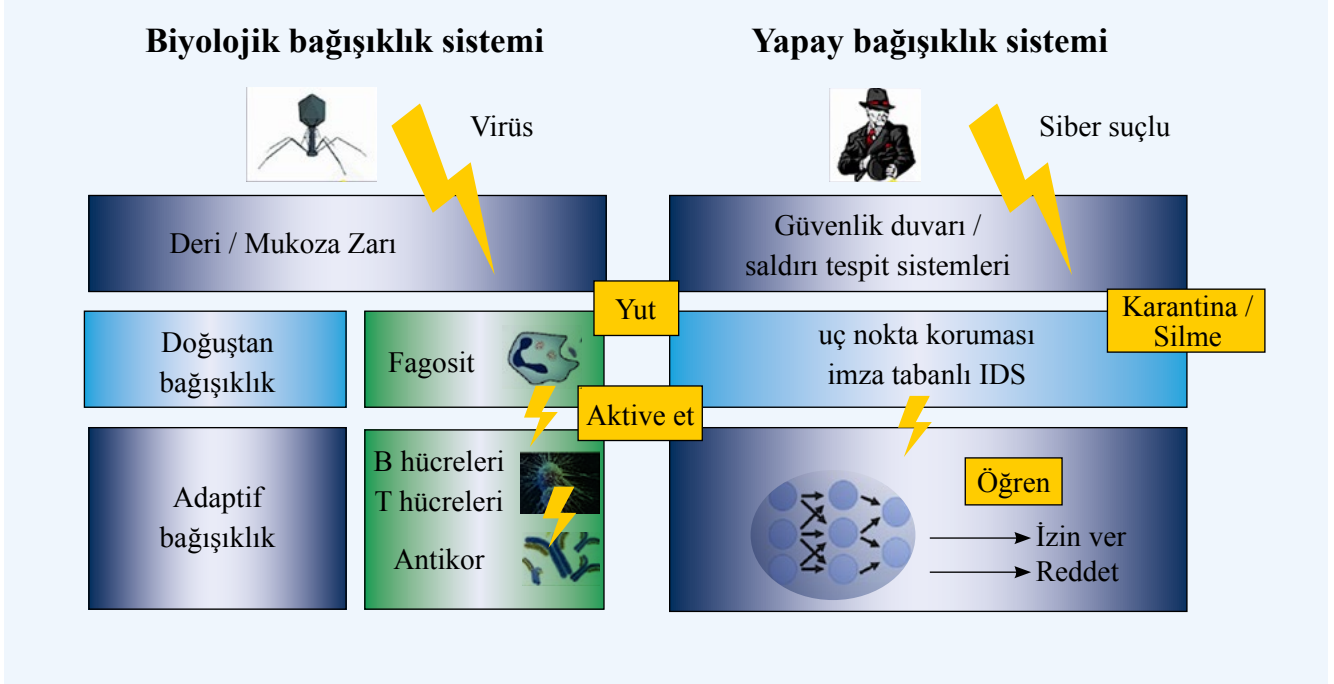 Biyolojik bağışıklık sistemi
Yapay bağışıklık sistemi
Virüs
Siber suçlu
Deri / Mukoza Zarı
Güvenlik duvarı /
saldırı tespit sistemleri
Yut
Karantina /
Silme
Doğuştan
bağışıklık
Fagosit
uç nokta koruması
imza tabanlı IDS
Aktive et
Adaptif
bağışıklık
B hücreleri
T hücreleri
Antikor
Öğren
İzin ver
Reddet